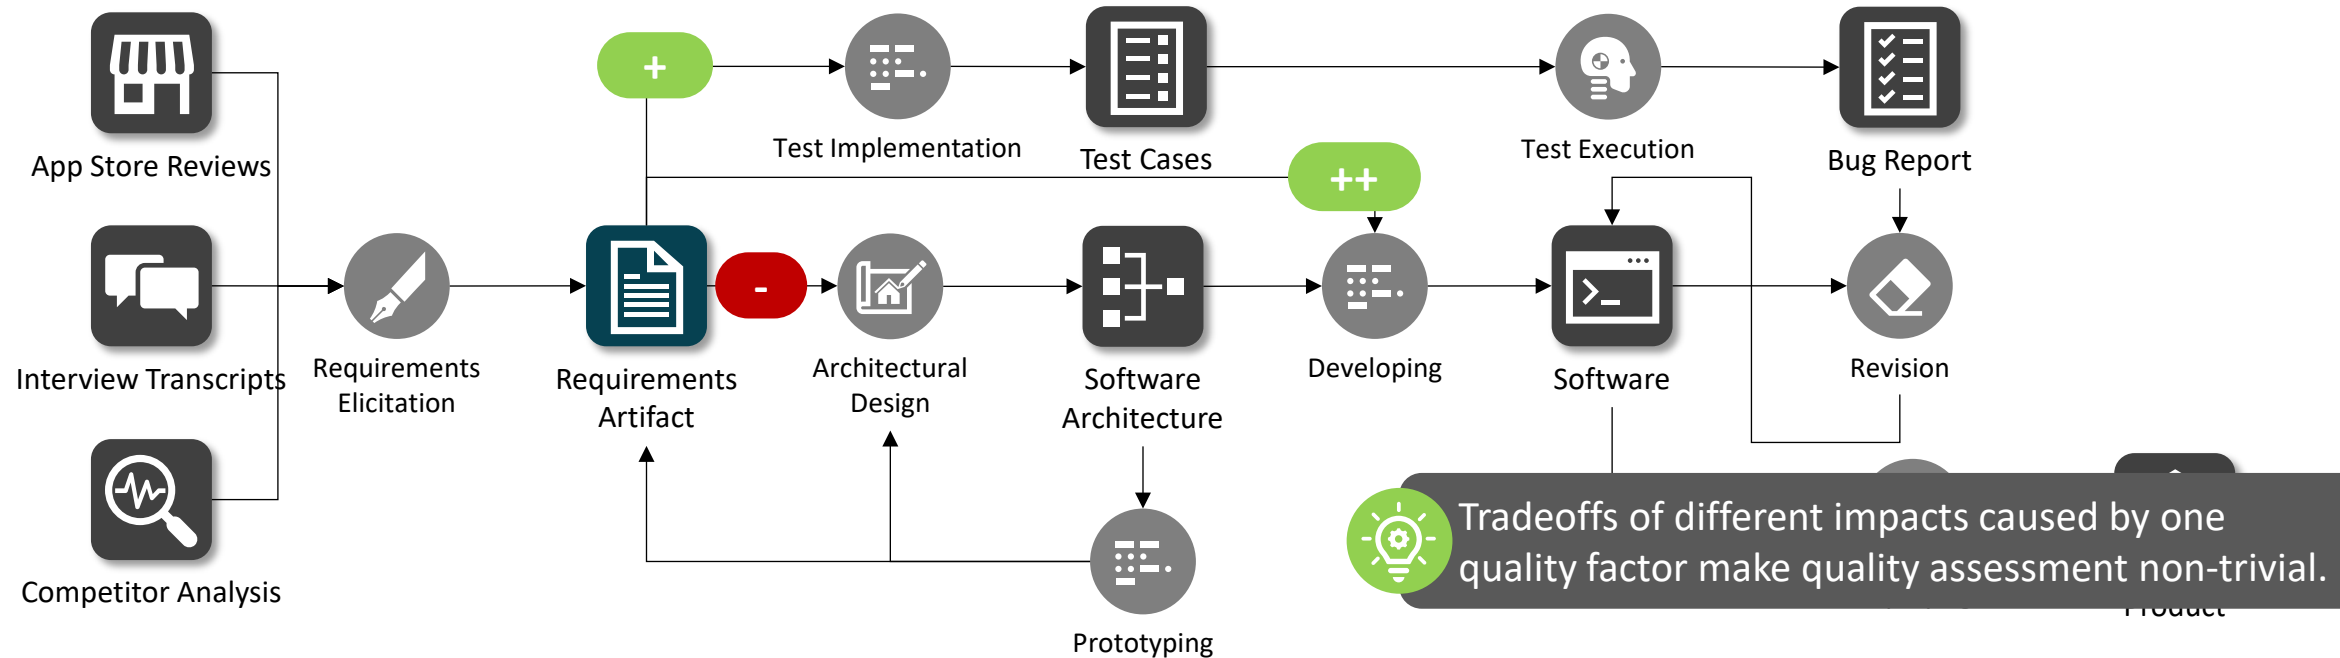 +
Test Implementation
Test Cases
Test Execution
Bug Report
App Store Reviews
++
-
Interview Transcripts
Requirements
Elicitation
Requirements
Artifact
Architectural
Design
Software
Architecture
Developing
Software
Revision
Competitor Analysis
Prototyping
Tradeoffs of different impacts caused by one
quality factor make quality assessment non-trivial.
Product